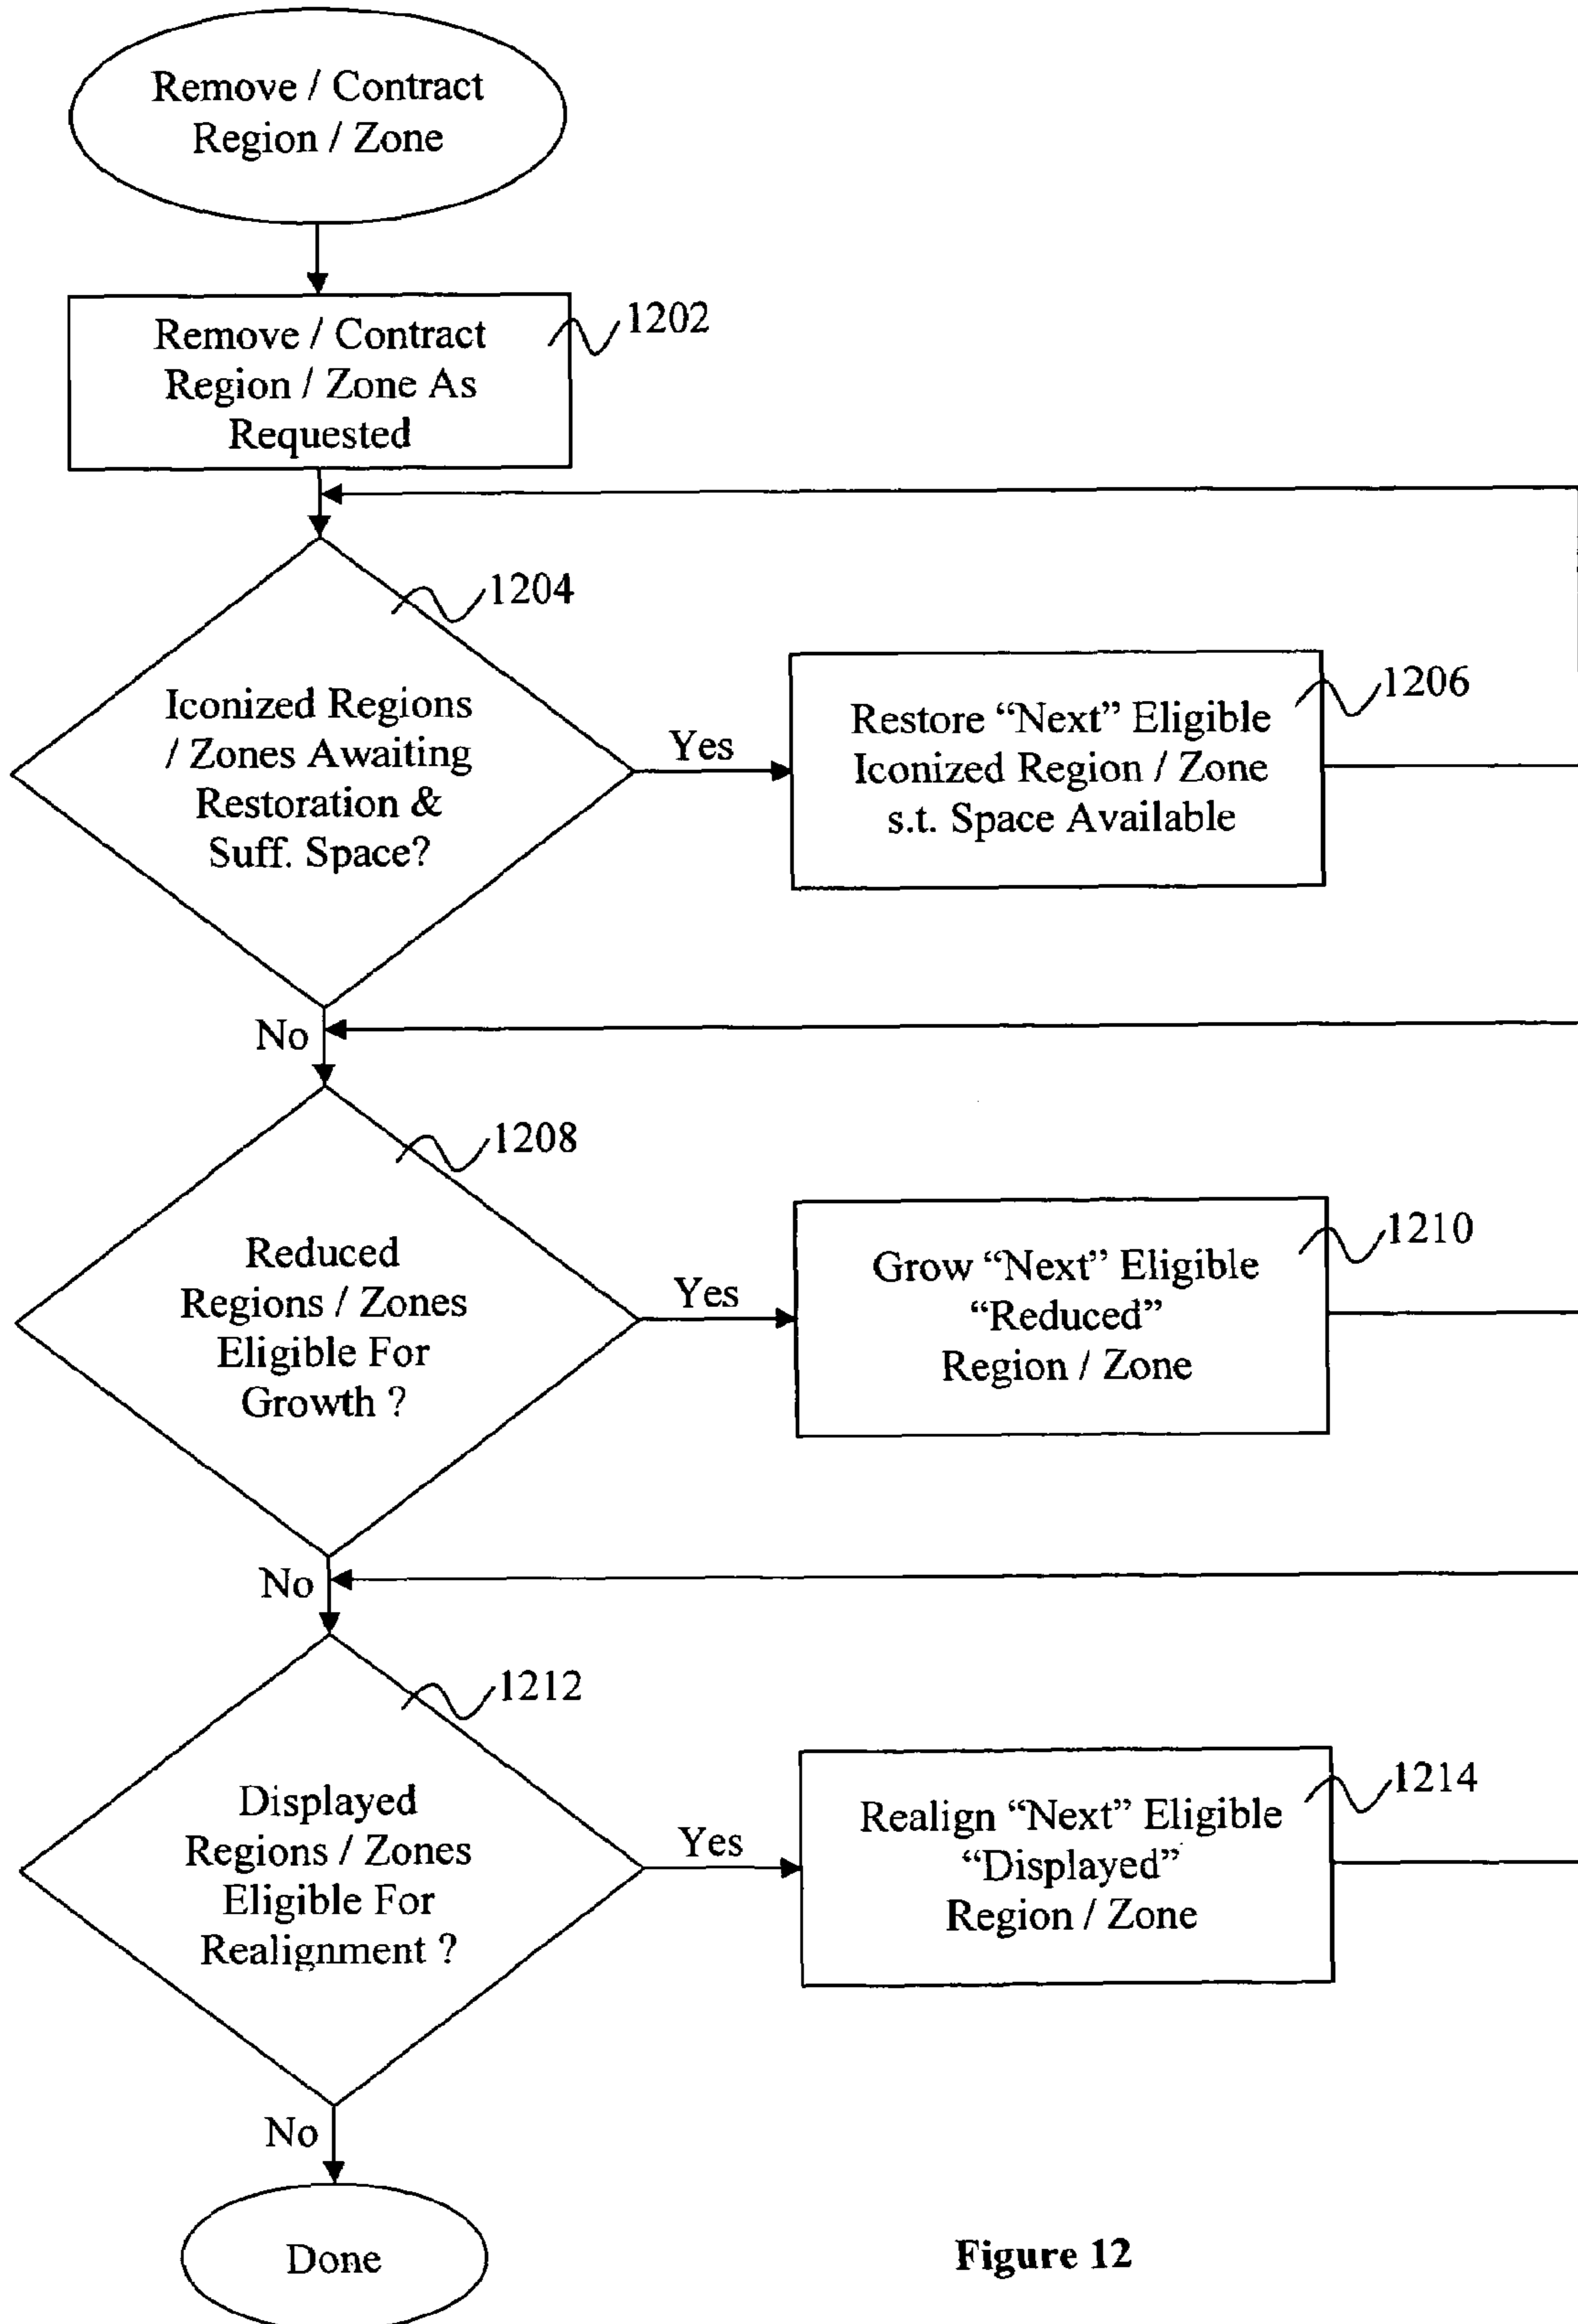 Remove / Contract
Region / Zone
Remove / Contract
Region / Zone As
Requested
1202
1204
Iconized Regions
/ Zones Awaiting
Restoration &
Suff. Space?
Yes
Restore “Next” Eligible
Iconized Region / Zone
s.t. Space Available
1206
No
1208
Reduced
Regions / Zones
Eligible For
Growth ?
Yes
Grow “Next” Eligible
“Reduced”
Region / Zone
1210
No
1212
Displayed
Regions / Zones
Eligible For
Realignment ?
Yes
Realign “Next” Eligible
“Displayed”
Region / Zone
1214
No
Done
Figure 12